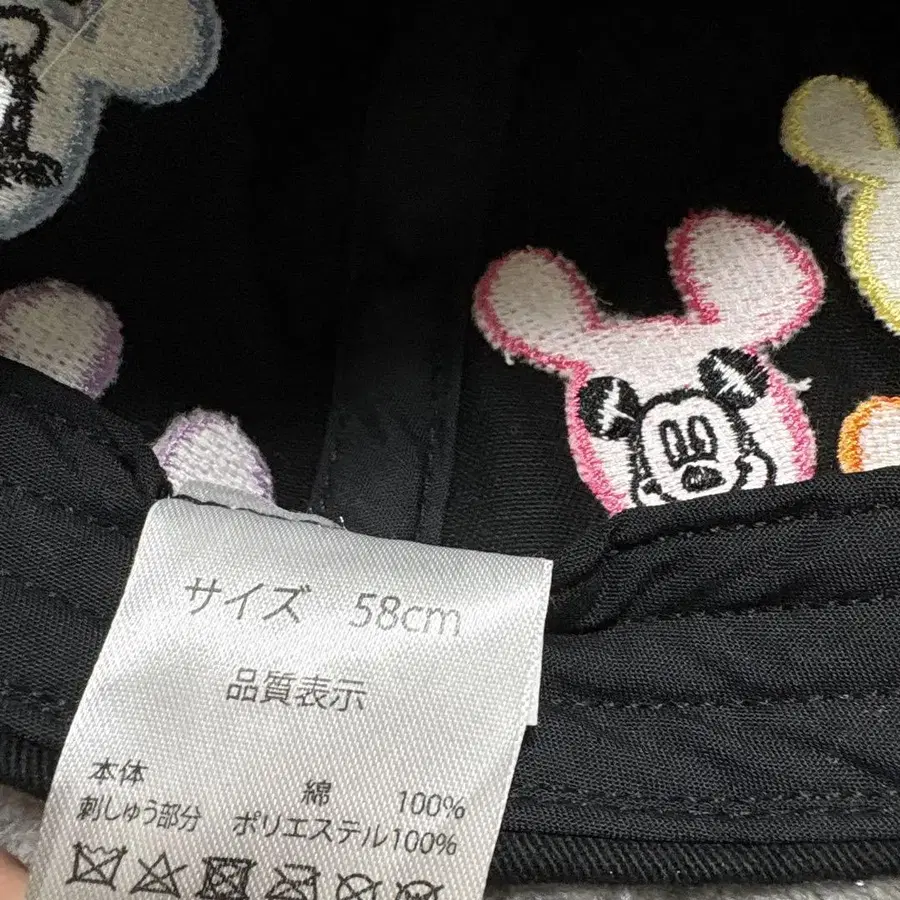 サイズ 58cm
品質表示
本体 綿 100%
刺しゅう部分 ポリエステル100%